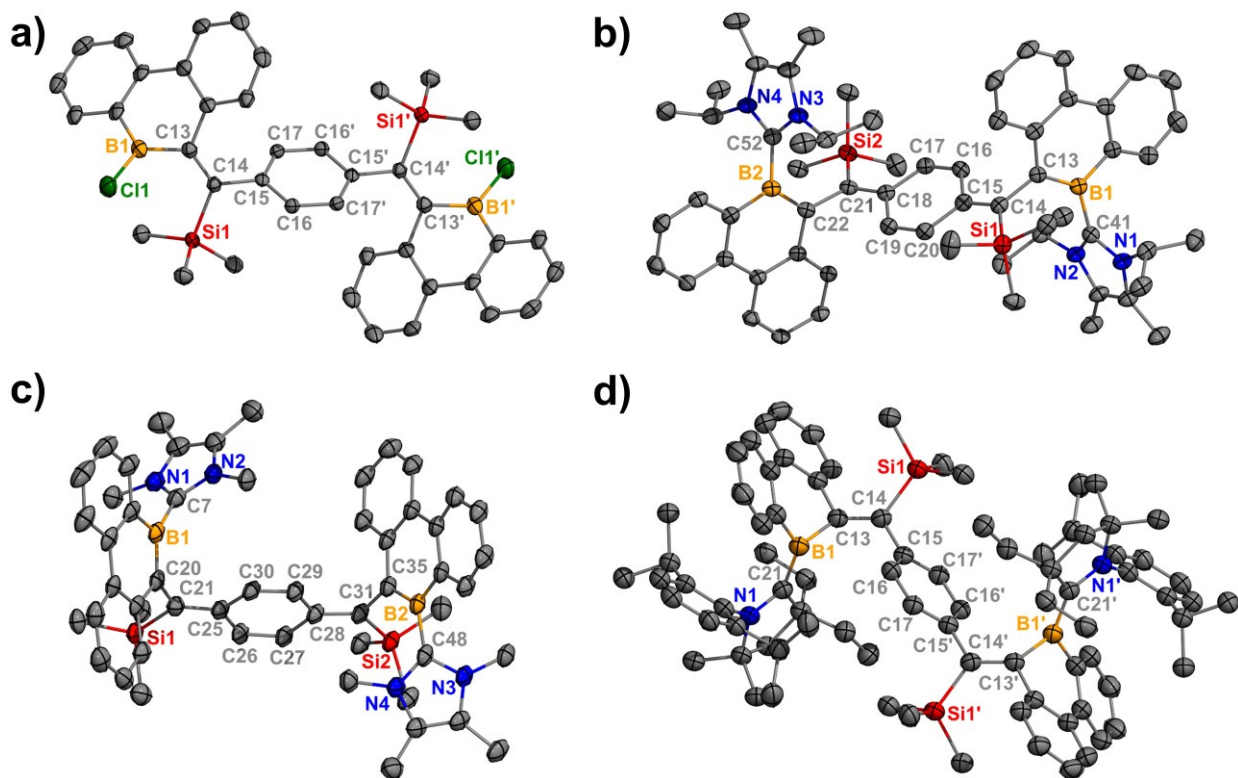 a)
B1
Cl1
C13
C14
Si1
C17
C16'
C15
C16
C15'
C17'
Si1'
C14'
Cl1'
C13'
B1'
b)
N4
N3
C52
Si2
B2
C21
C22
C17
C16
C18
C15
C19
C20
C13
B1
C14
C41
Si1
N1
N2
c)
N1
N2
C7
B1
C20
C21
Si1
C30
C29
C25
C26
C27
C28
C31
C35
B2
Si2
C48
N4
N3
d)
Si1
C14
C13
B1
C15
C21
C16
C17'
N1
C16'
C17
C15'
N1'
C21'
B1'
C14'
C13'
Si1'